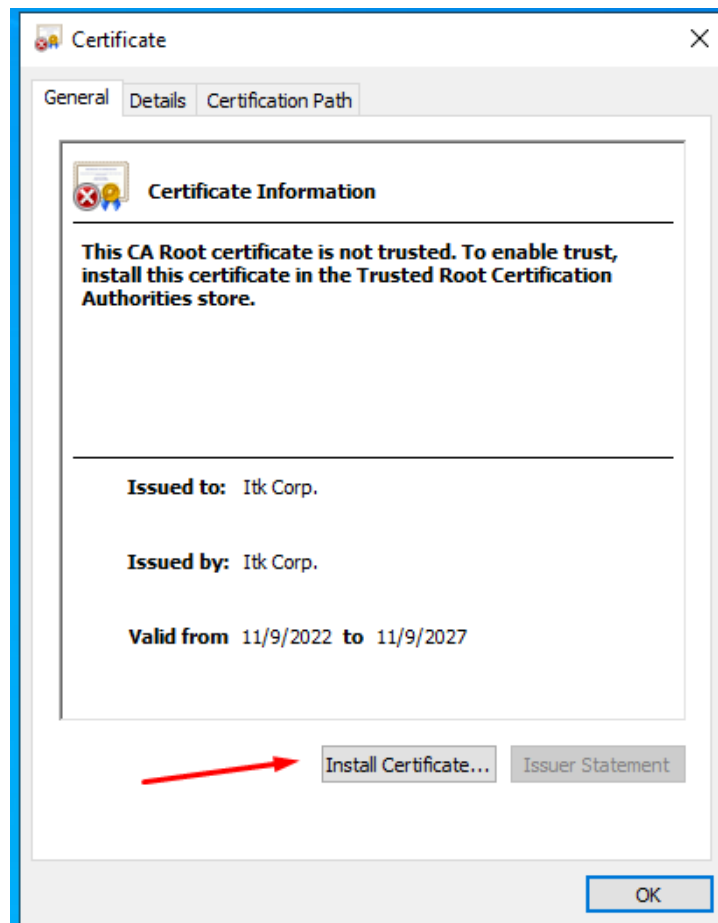 Certificate
General Details Certification Path
Certificate Information
This CA Root certificate is not trusted. To enable trust,
install this certificate in the Trusted Root Certification
Authorities store.
Issued to: Itk Corp.
Issued by: Itk Corp.
Valid from 11/9/2022 to 11/9/2027
Install Certificate... Issuer Statement
OK